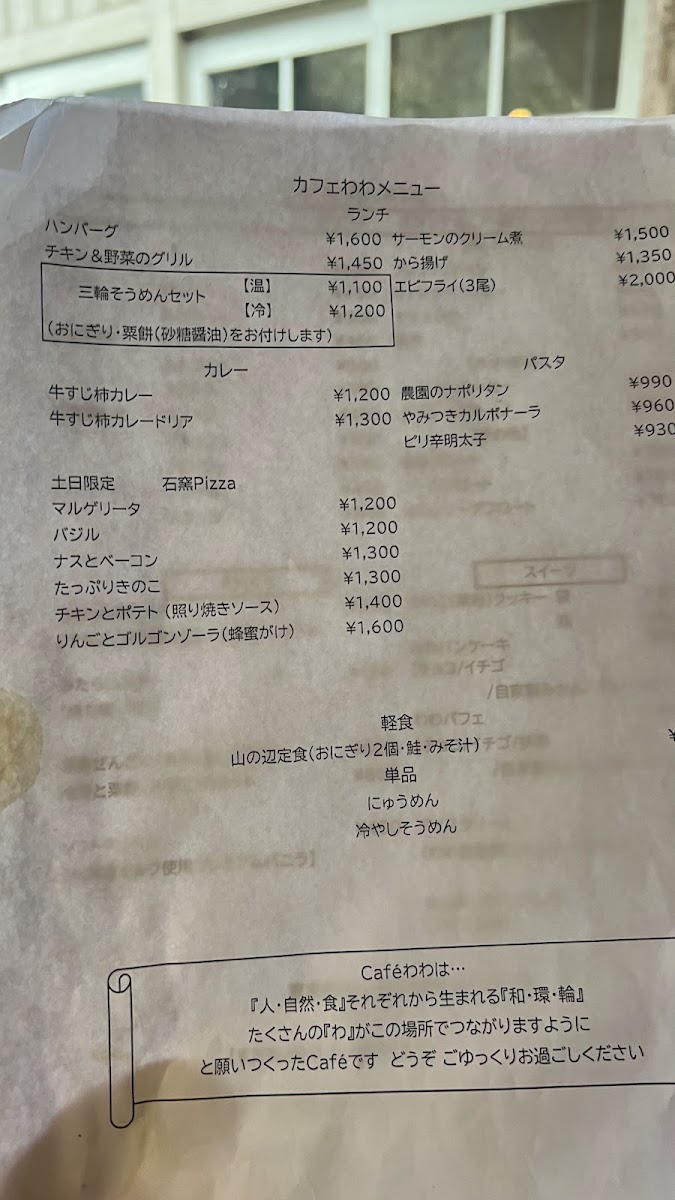 カフェわわメニュー
ランチ
ハンバーグ ¥1,600 サーモンのクリーム煮 ¥1,500
チキン&野菜のグリル ¥1,450 から揚げ ¥1,350
三輪そうめんセット 【温】 ¥1,100 エビフライ(3尾) ¥2,000
【冷】 ¥1,200
(おにぎり・粟餅(砂糖醤油)をお付けします)
カレー パスタ
牛すじ柿カレー ¥1,200 農園のナポリタン ¥990
牛すじ柿カレードリア ¥1,300 やみつきカルボナーラ ¥960
ピリ辛明太子 ¥930
土日限定 石窯Pizza
マルゲリータ ¥1,200
バジル ¥1,200
ナスとベーコン ¥1,300
たっぷりきのこ ¥1,300
チキンとポテト (照り焼きソース) ¥1,400
りんごとゴルゴンゾーラ(蜂蜜がけ) ¥1,600
スイーツ
軽食
山の辺定食(おにぎり2個・鮭・みそ汁) ¥
単品
にゅうめん
冷やしそうめん
Caféわわは…
『人・自然・食』それぞれから生まれる『和・環・輪』
たくさんの『わ』がこの場所でつながりますように
と願いつくったCaféです どうぞ ごゆっくりお過ごしください